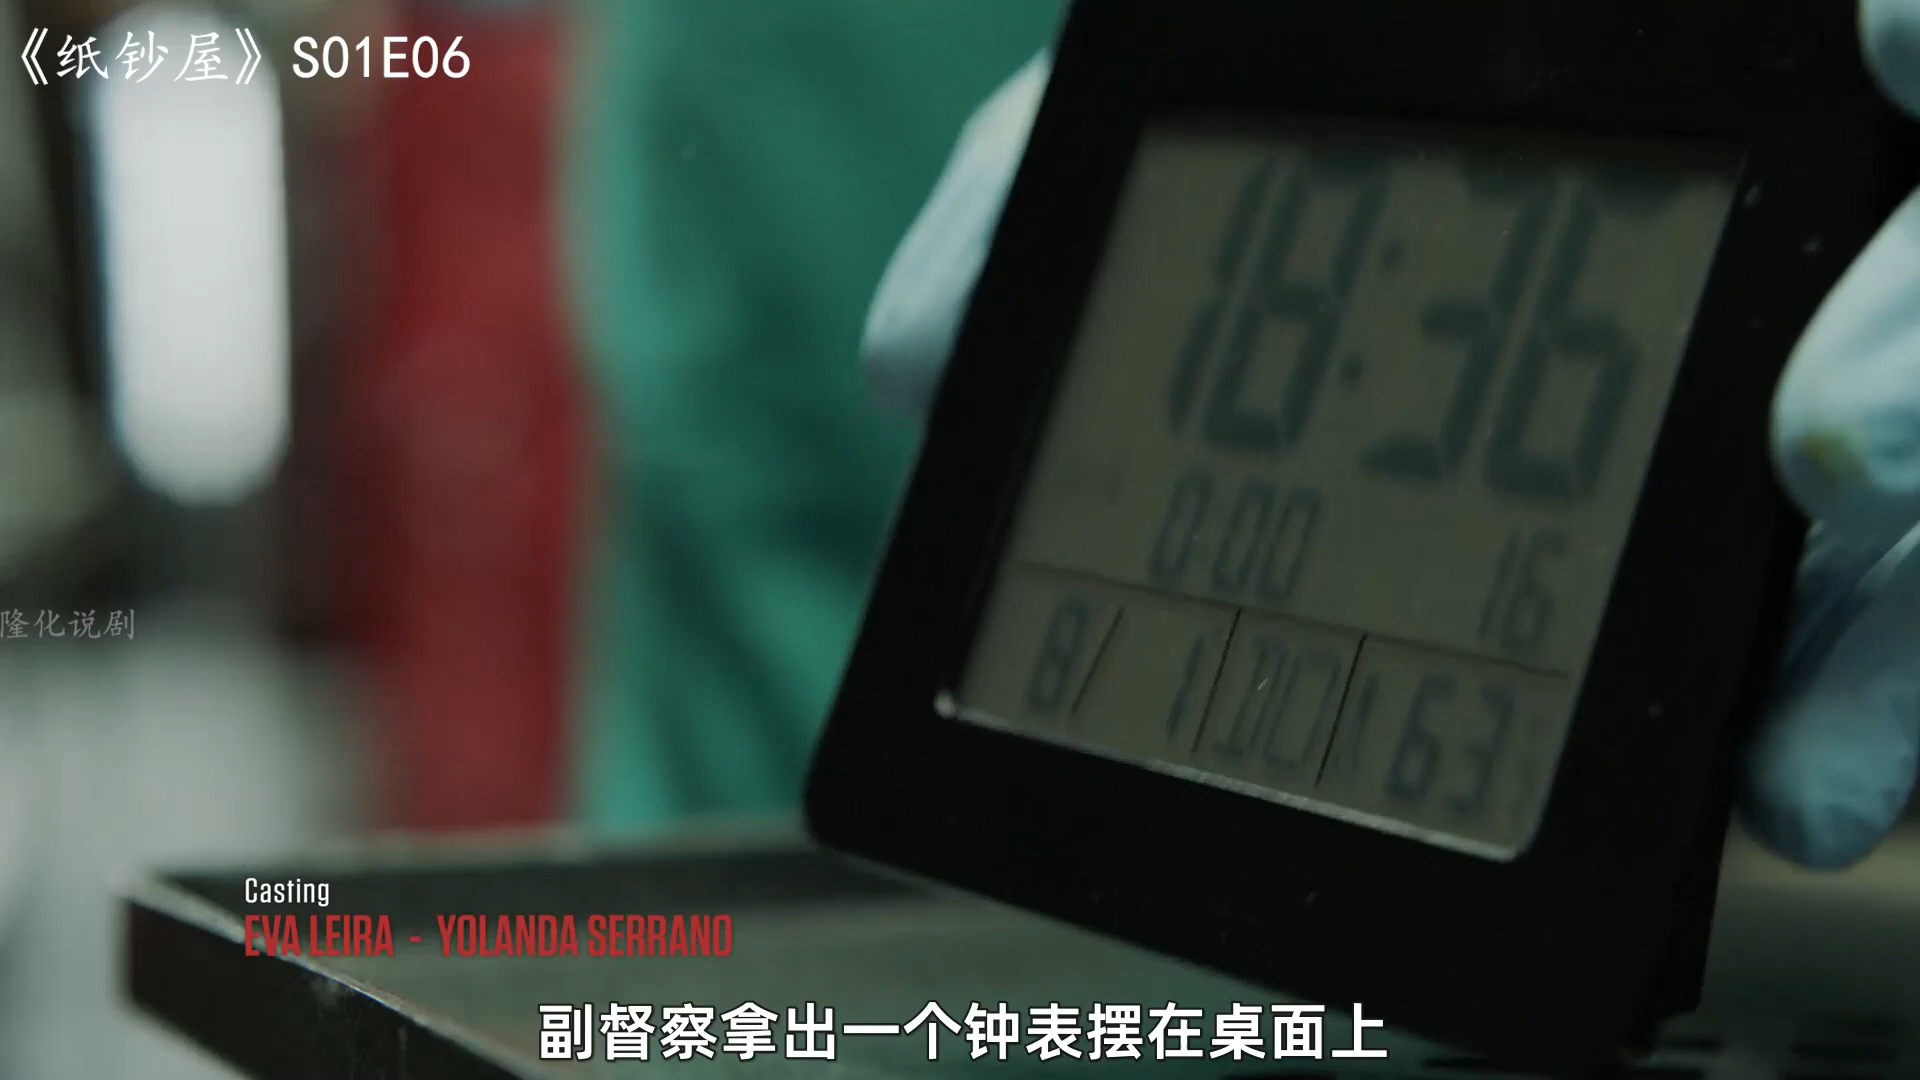 《纸钞屋》S01E06
18:36
0:00 16
8/ 1 63
隆化说剧
Casting
EVA LEIRA - YOLANDA SERRANO
副督察拿出一个钟表摆在桌面上